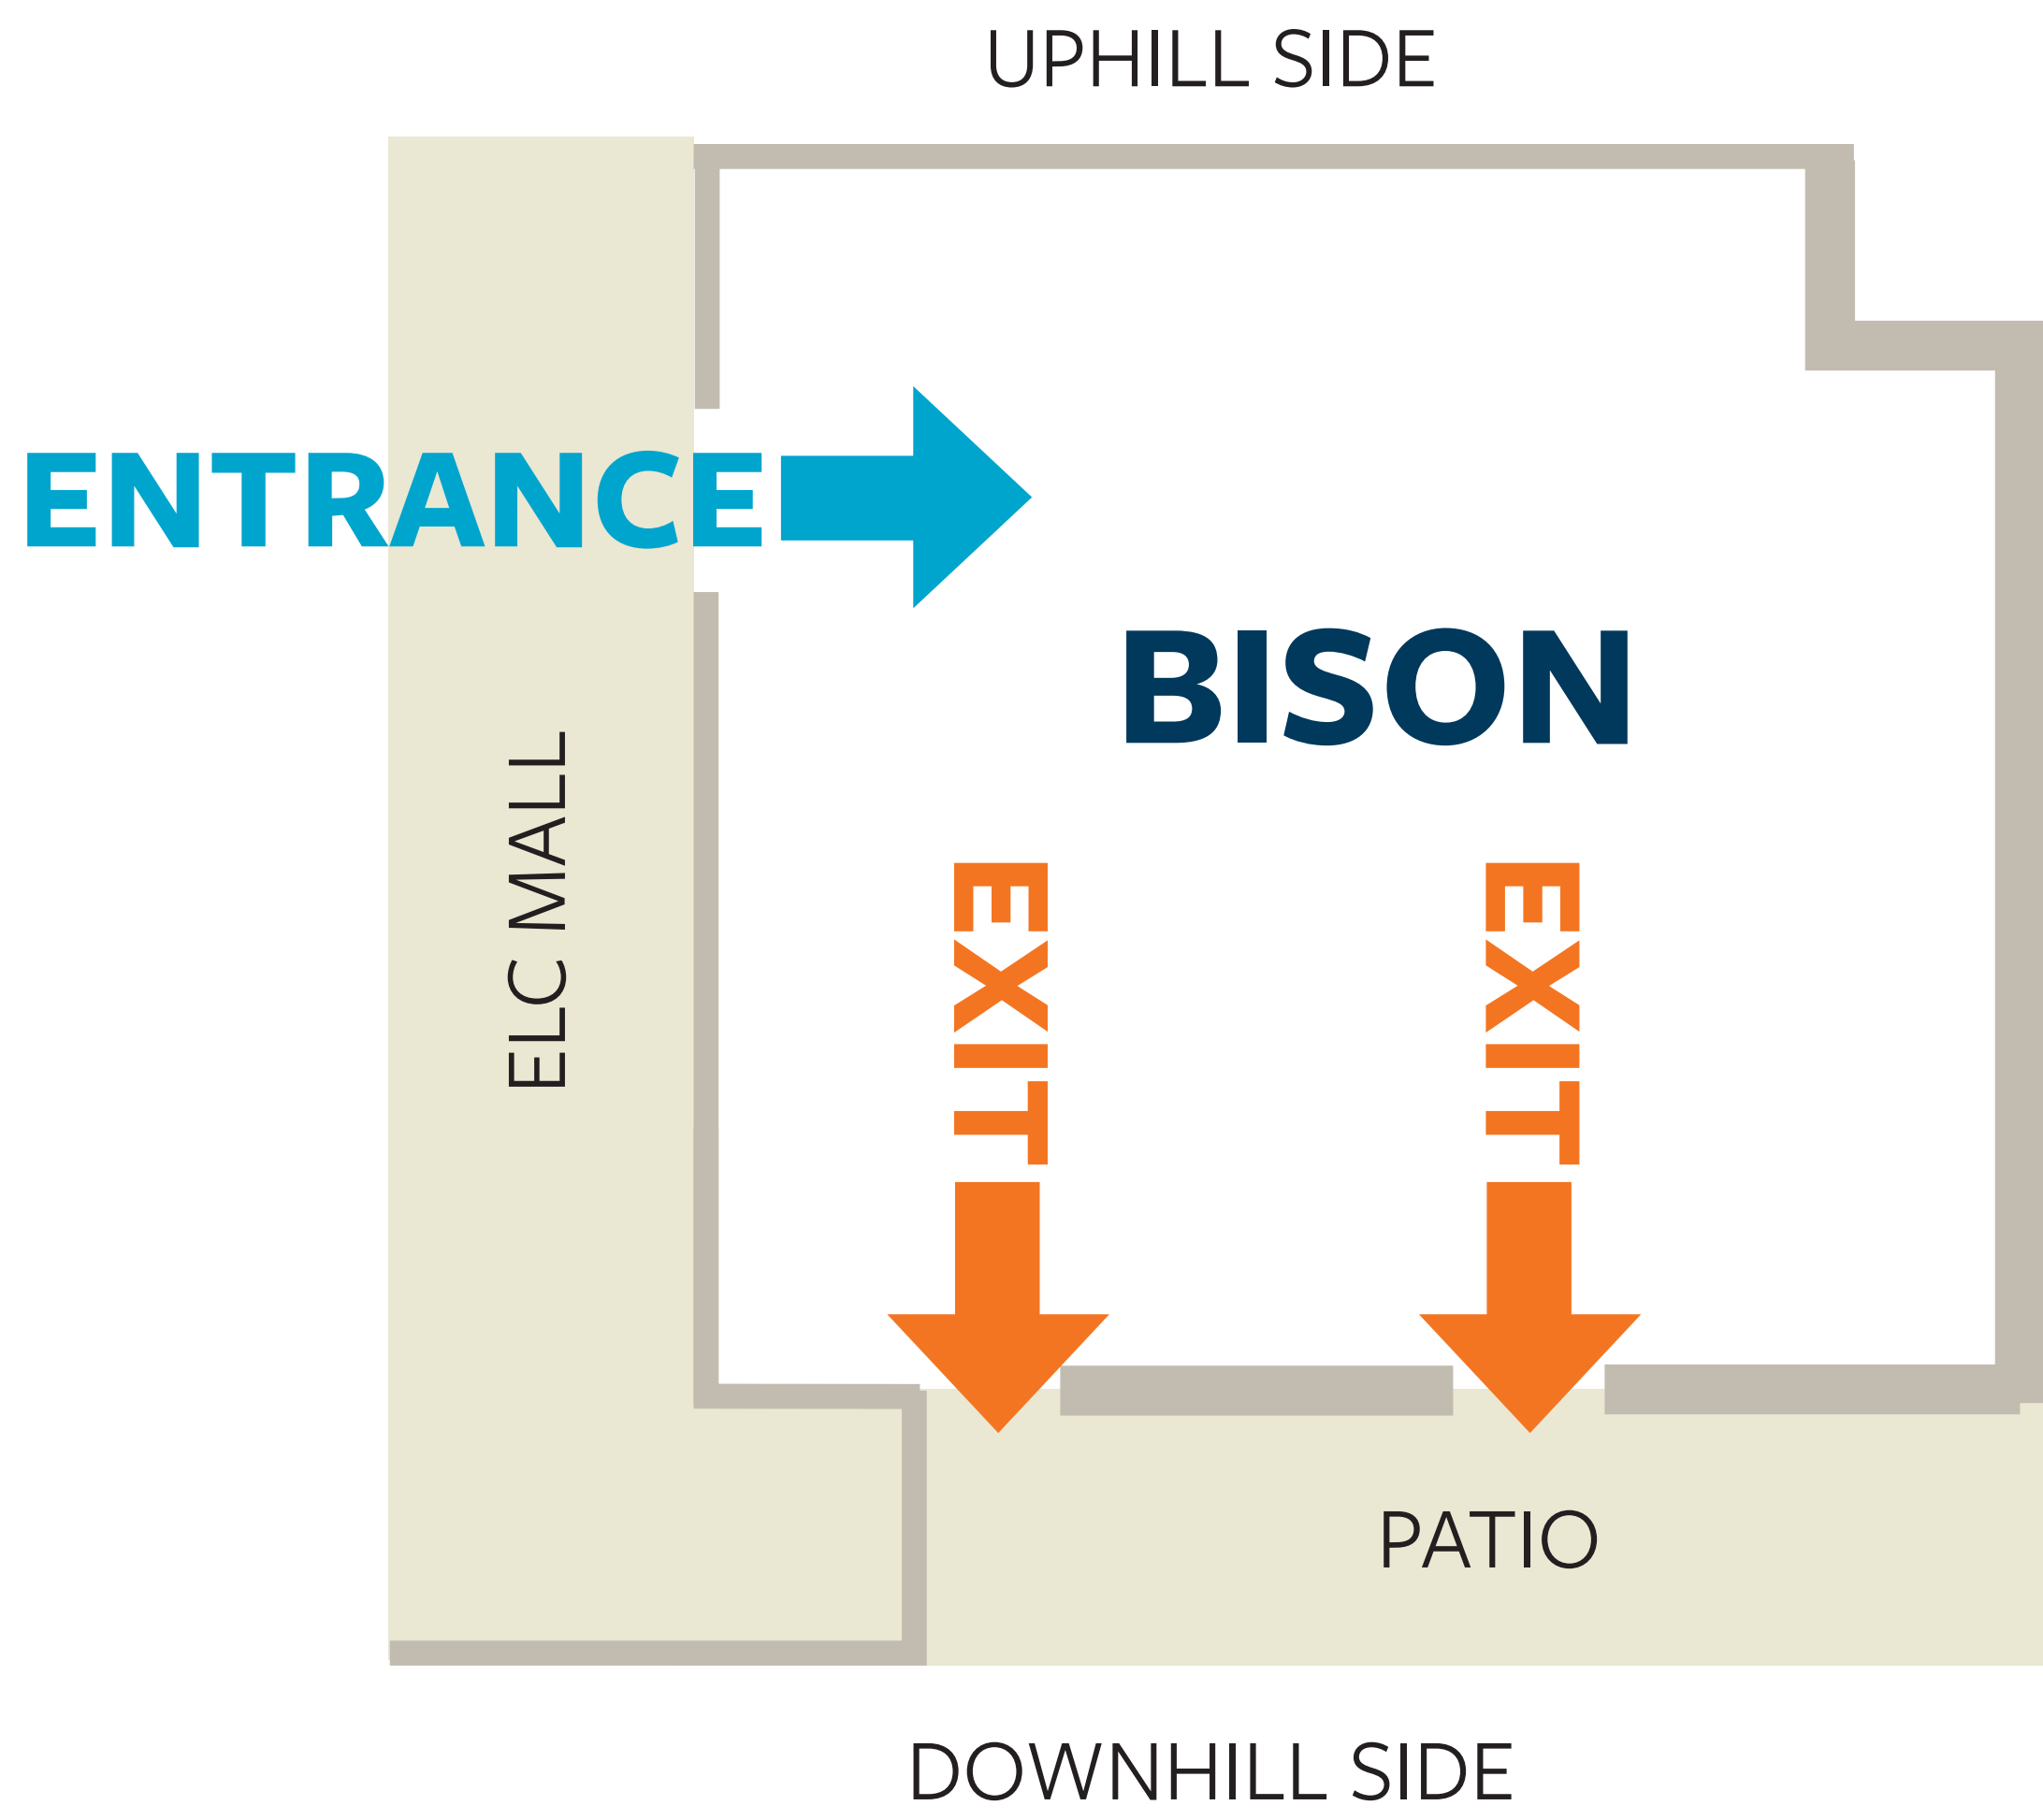 UPHILL SIDE
ENTRANCE
BISON
ELC MALL
EXIT
EXIT
PATIO
DOWNHILL SIDE